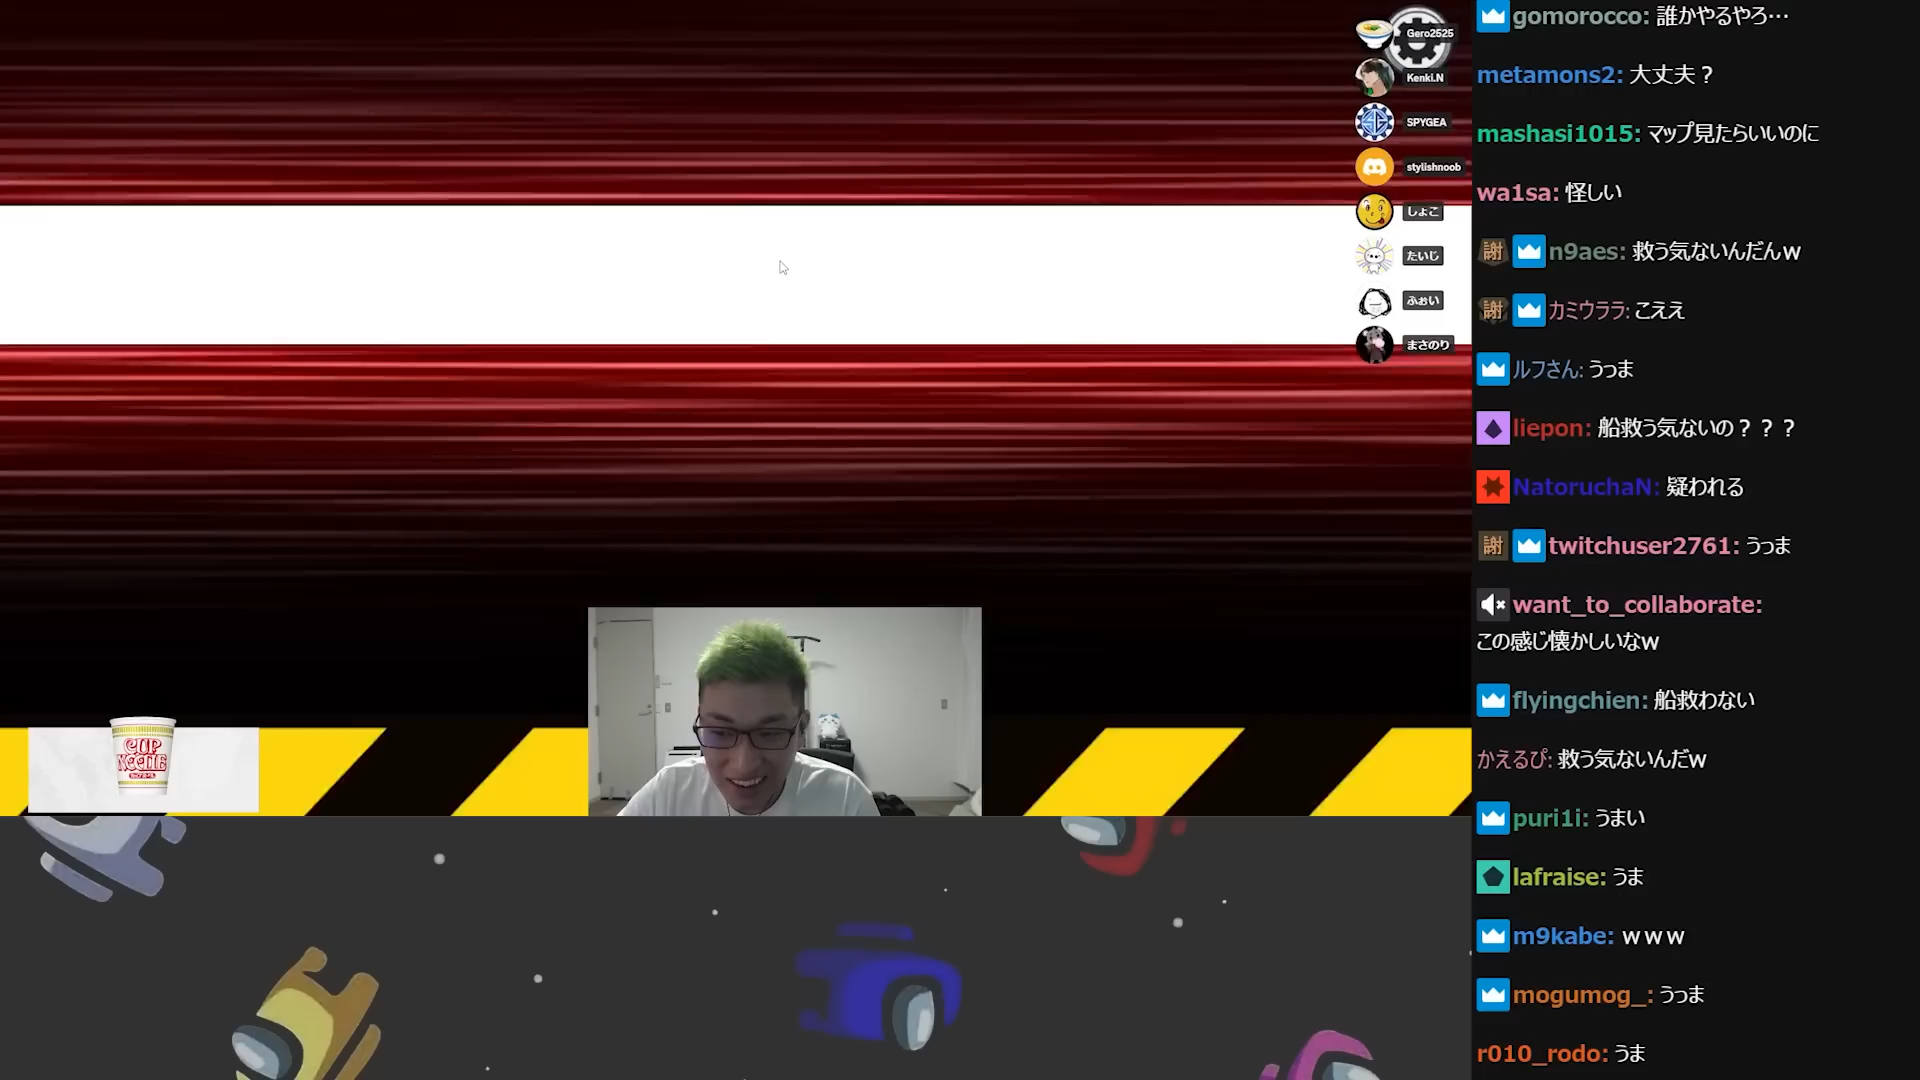 Gero2525
Kenki.N
SPYGEA
stylishnoob
しょこ
たいじ
ふぉい
まさのり
CUP
NOODLE
gomorocco: 誰かやるやろ…
metamons2: 大丈夫？
mashasi1015: マップ見たらいいのに
wa1sa: 怪しい
謝 n9aes: 救う気ないんだんｗ
謝 カミウララ: こええ
ルフさん: うっま
liepon: 船救う気ないの？？？
NatoruchaN: 疑われる
謝 twitchuser2761: うっま
want_to_collaborate:
この感じ懐かしいなw
flyingchien: 船救わない
かえるぴ: 救う気ないんだw
puri1i: うまい
lafraise: うま
m9kabe: ｗｗｗ
mogumog_: うっま
r010_rodo: うま